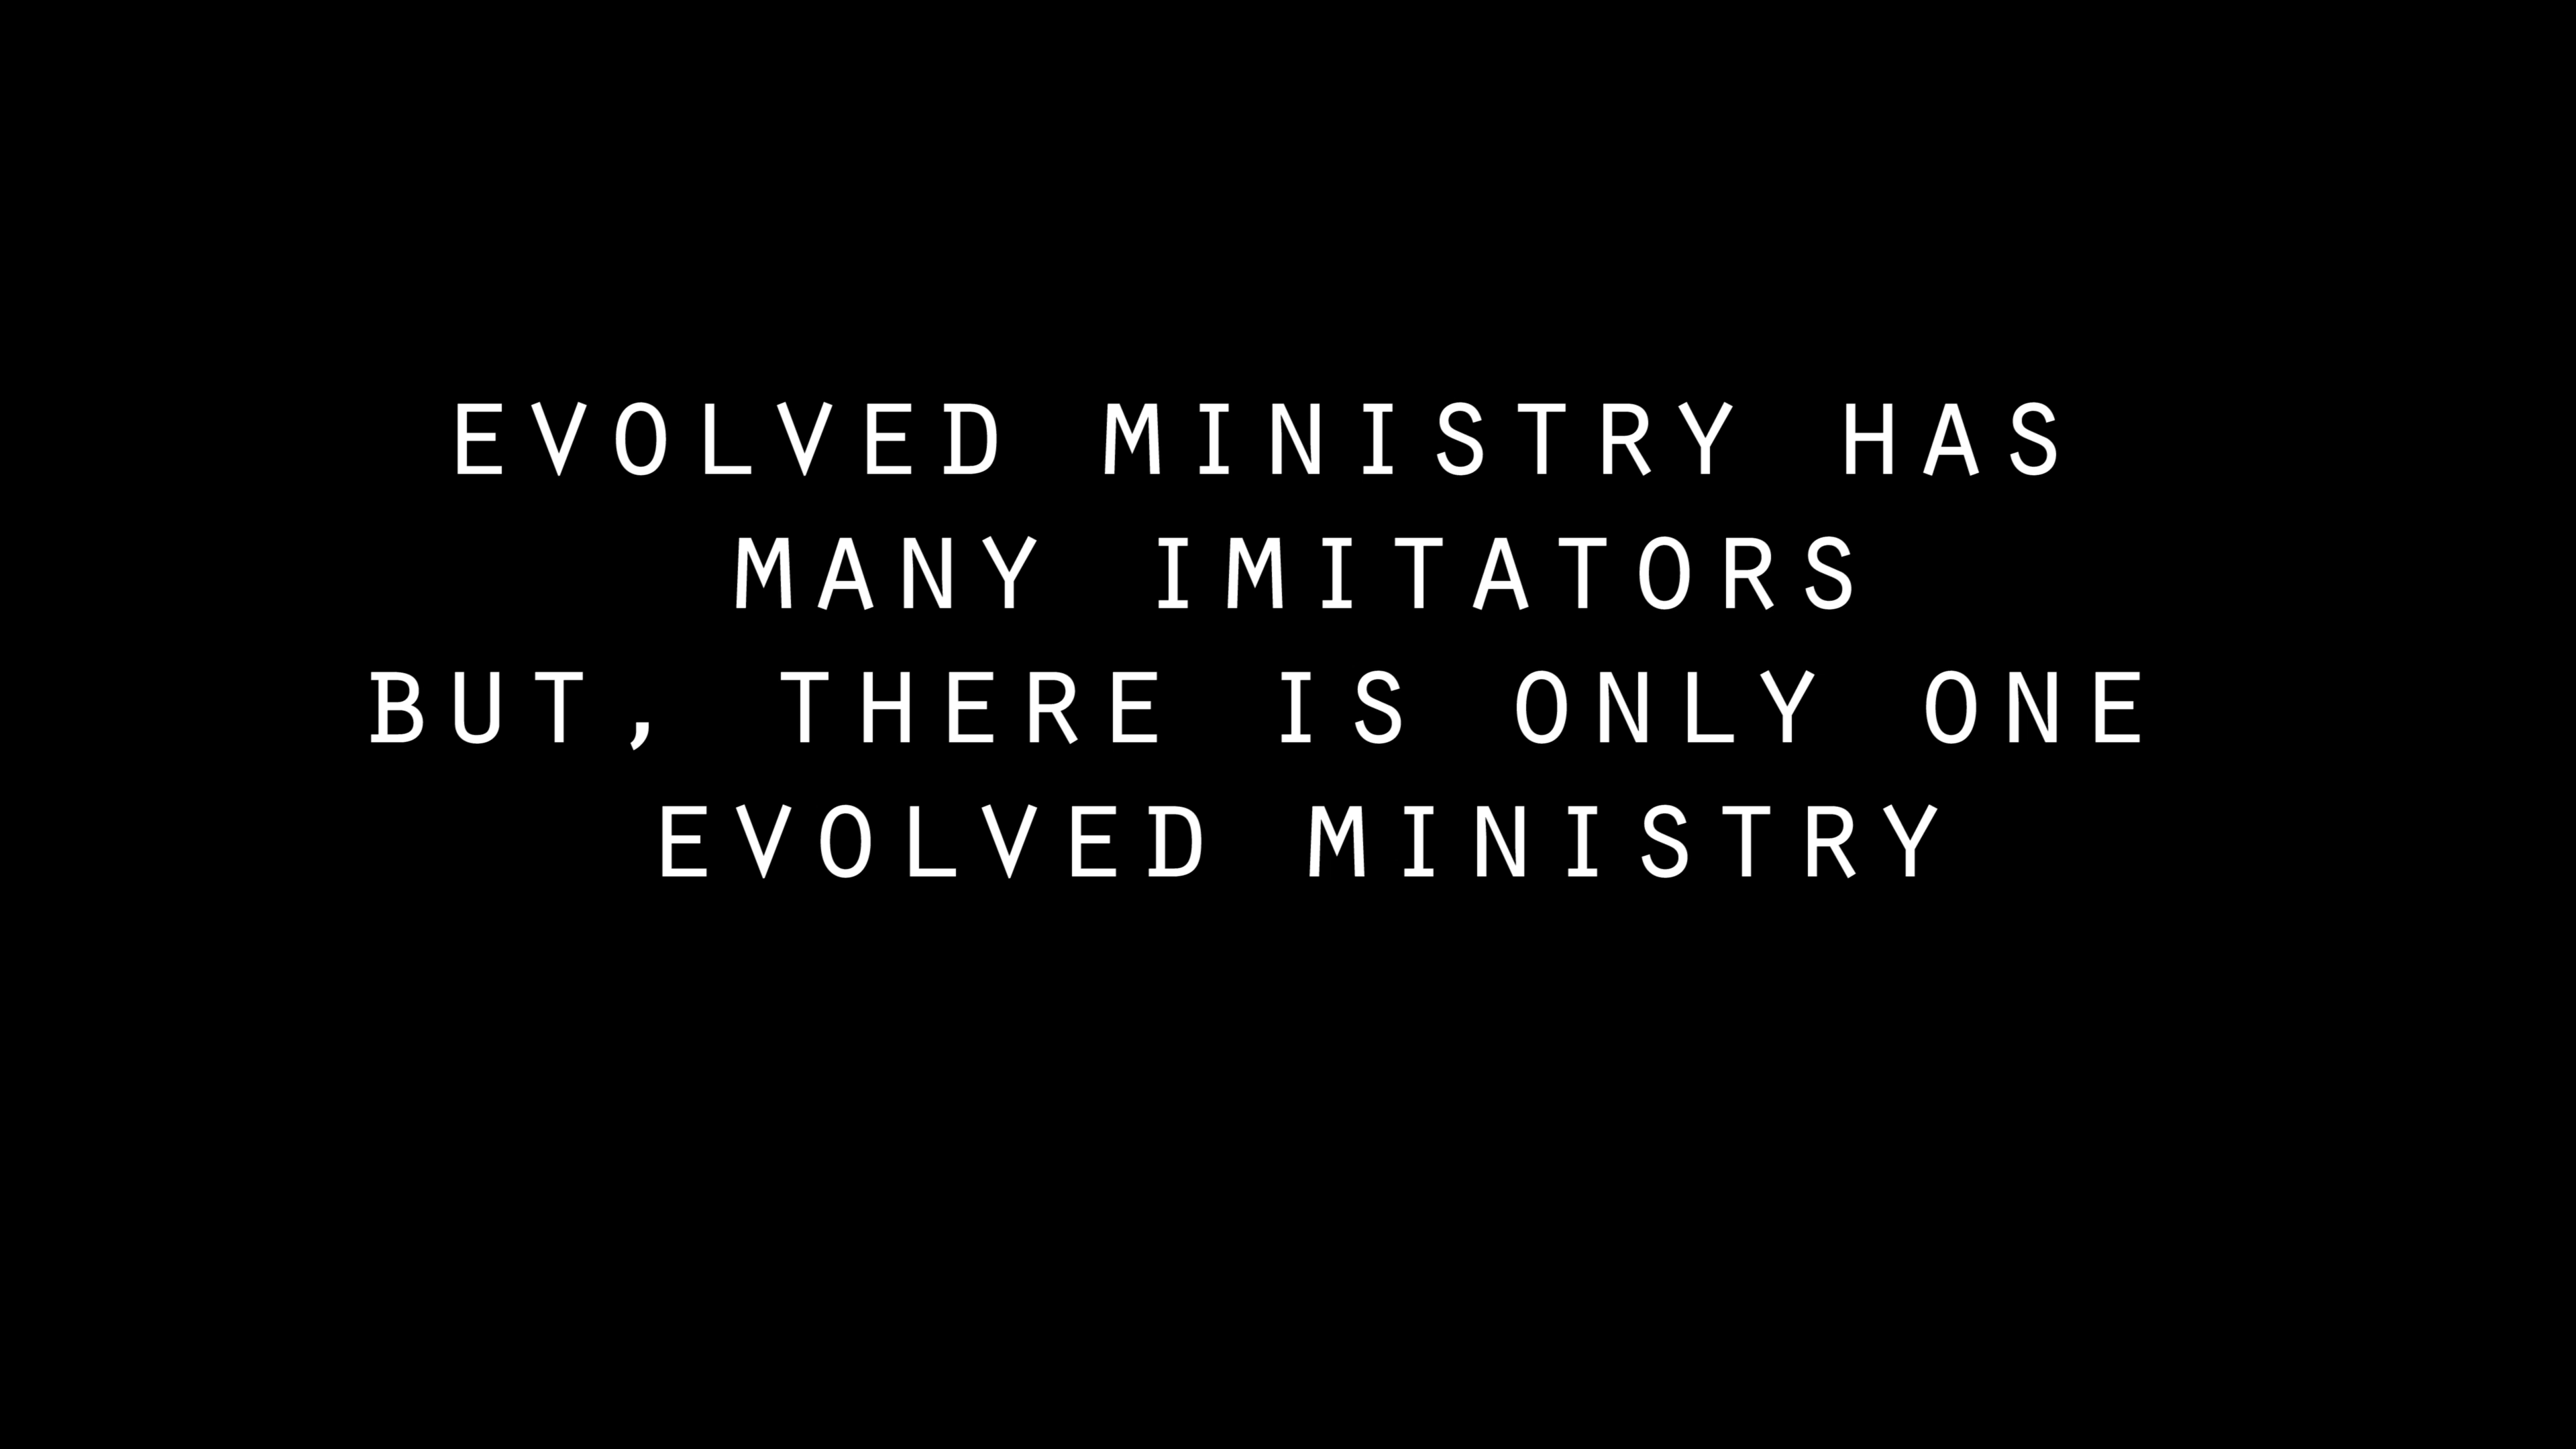 EVOLVED MINISTRY HAS
MANY IMITATORS
BUT, THERE IS ONLY ONE
EVOLVED MINISTRY